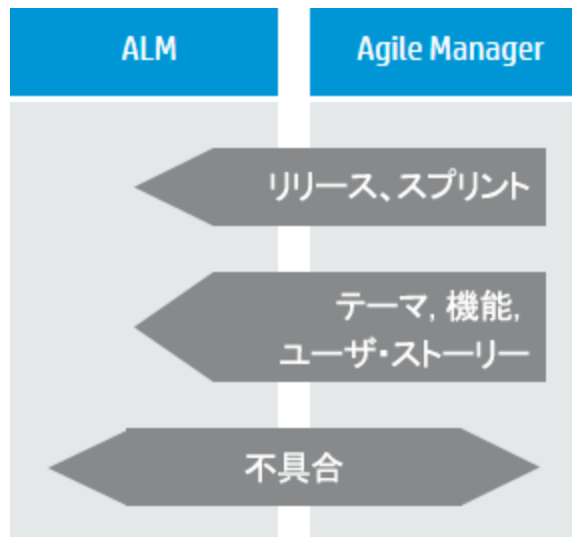 ALM
Agile Manager
リリース、スプリント
テーマ, 機能,
ユーザ・ストーリー
不具合